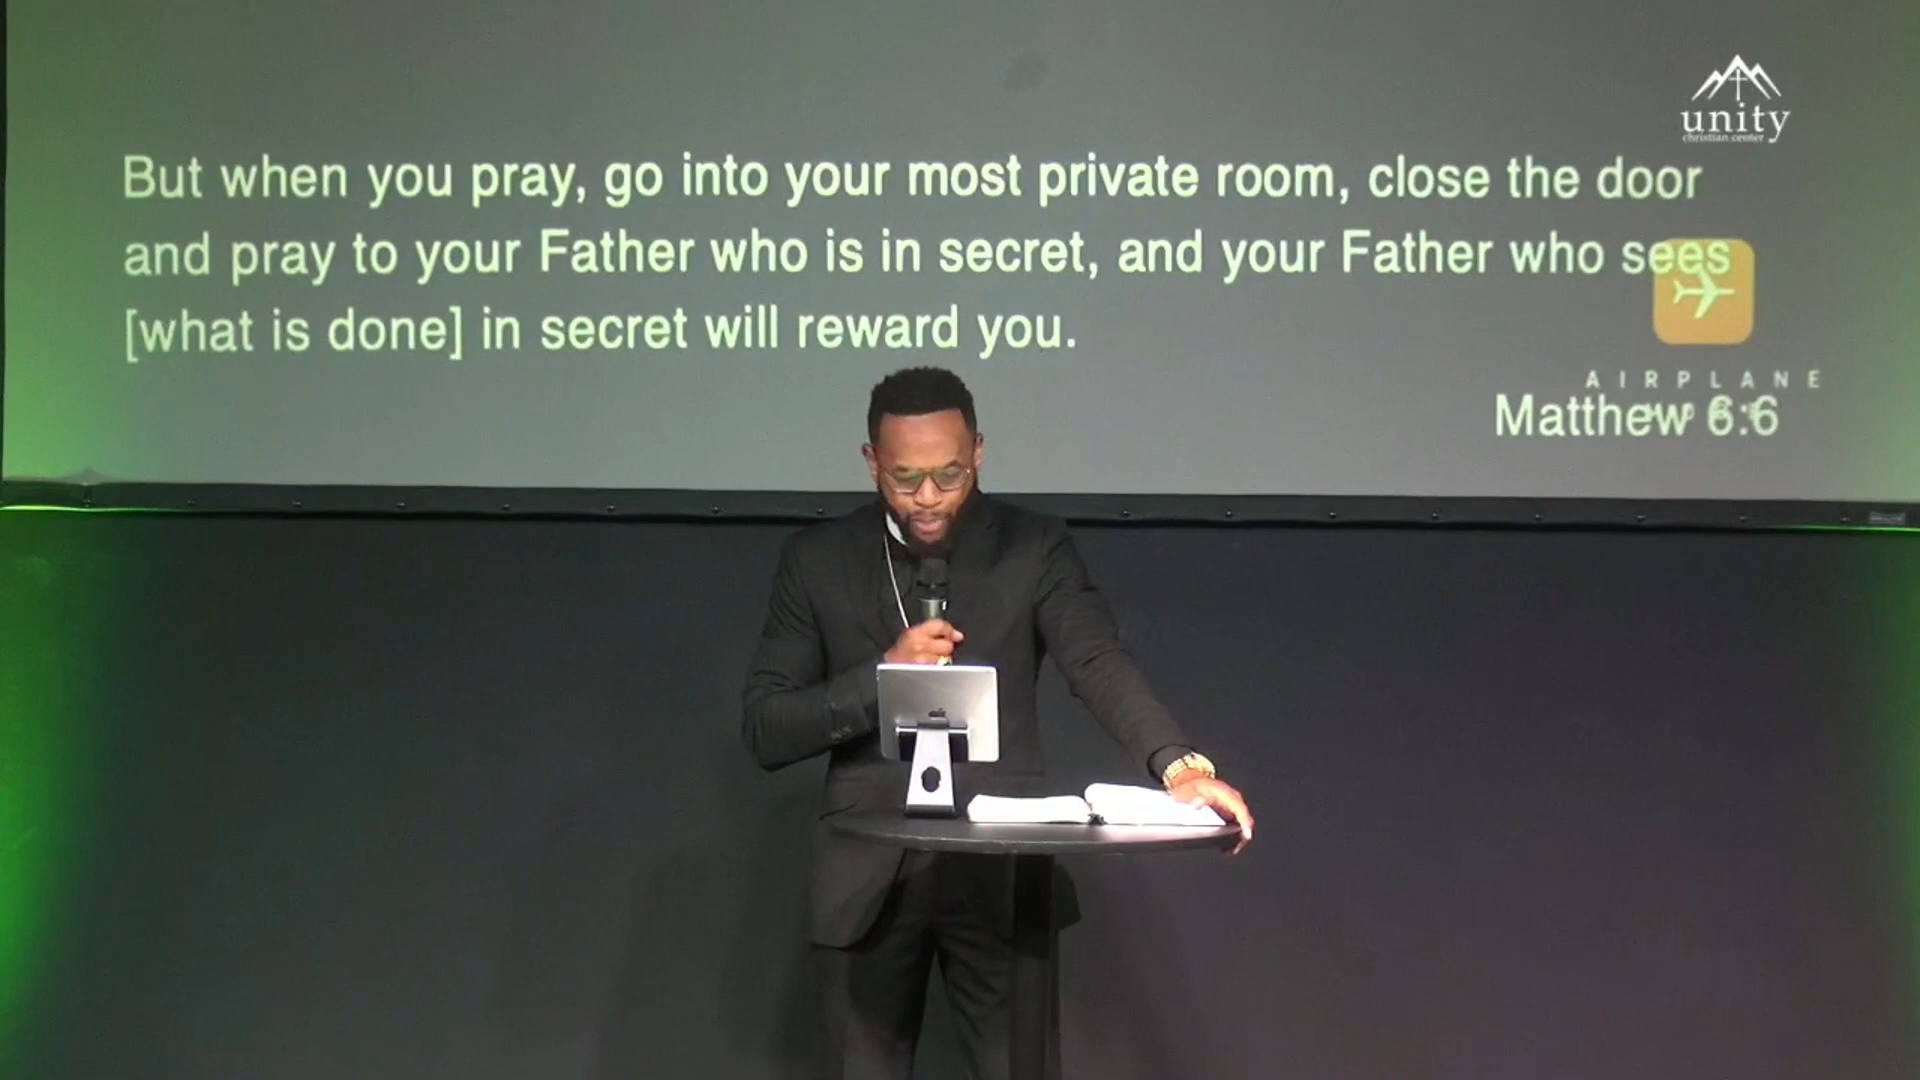 unity
christian center
But when you pray, go into your most private room, close the door
and pray to your Father who is in secret, and your Father who sees
[what is done] in secret will reward you.
AIRPLANE
Matthew 6:6